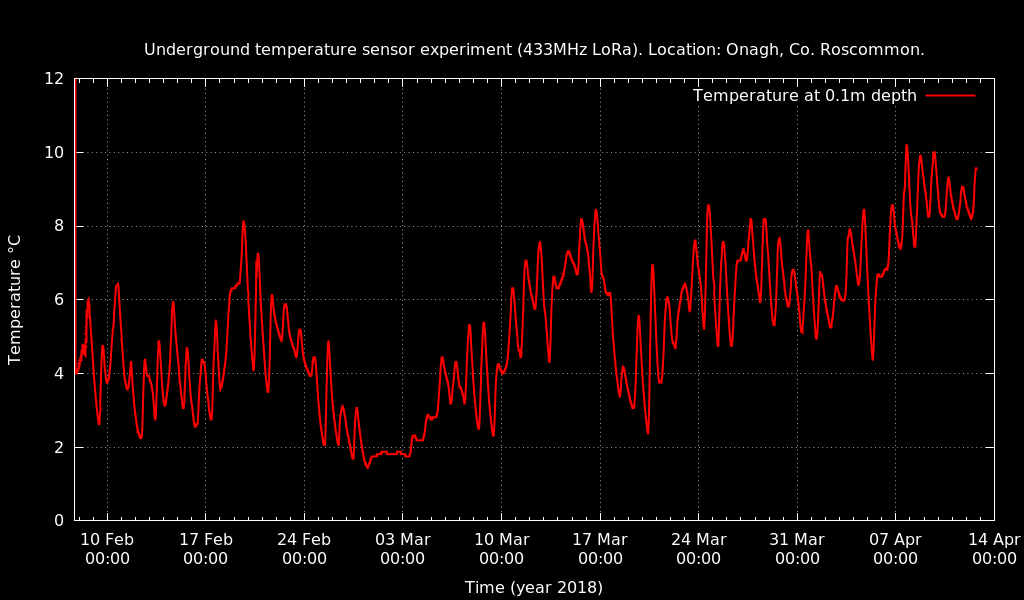 Underground temperature sensor experiment (433MHz LoRa). Location: Onagh, Co. Roscommon.
Temperature at 0.1m depth
12
10
8
6
4
2
0
Temperature °C
10 Feb 17 Feb 24 Feb 03 Mar 10 Mar 17 Mar 24 Mar 31 Mar 07 Apr 14 Apr
00:00 00:00 00:00 00:00 00:00 00:00 00:00 00:00 00:00 00:00
Time (year 2018)